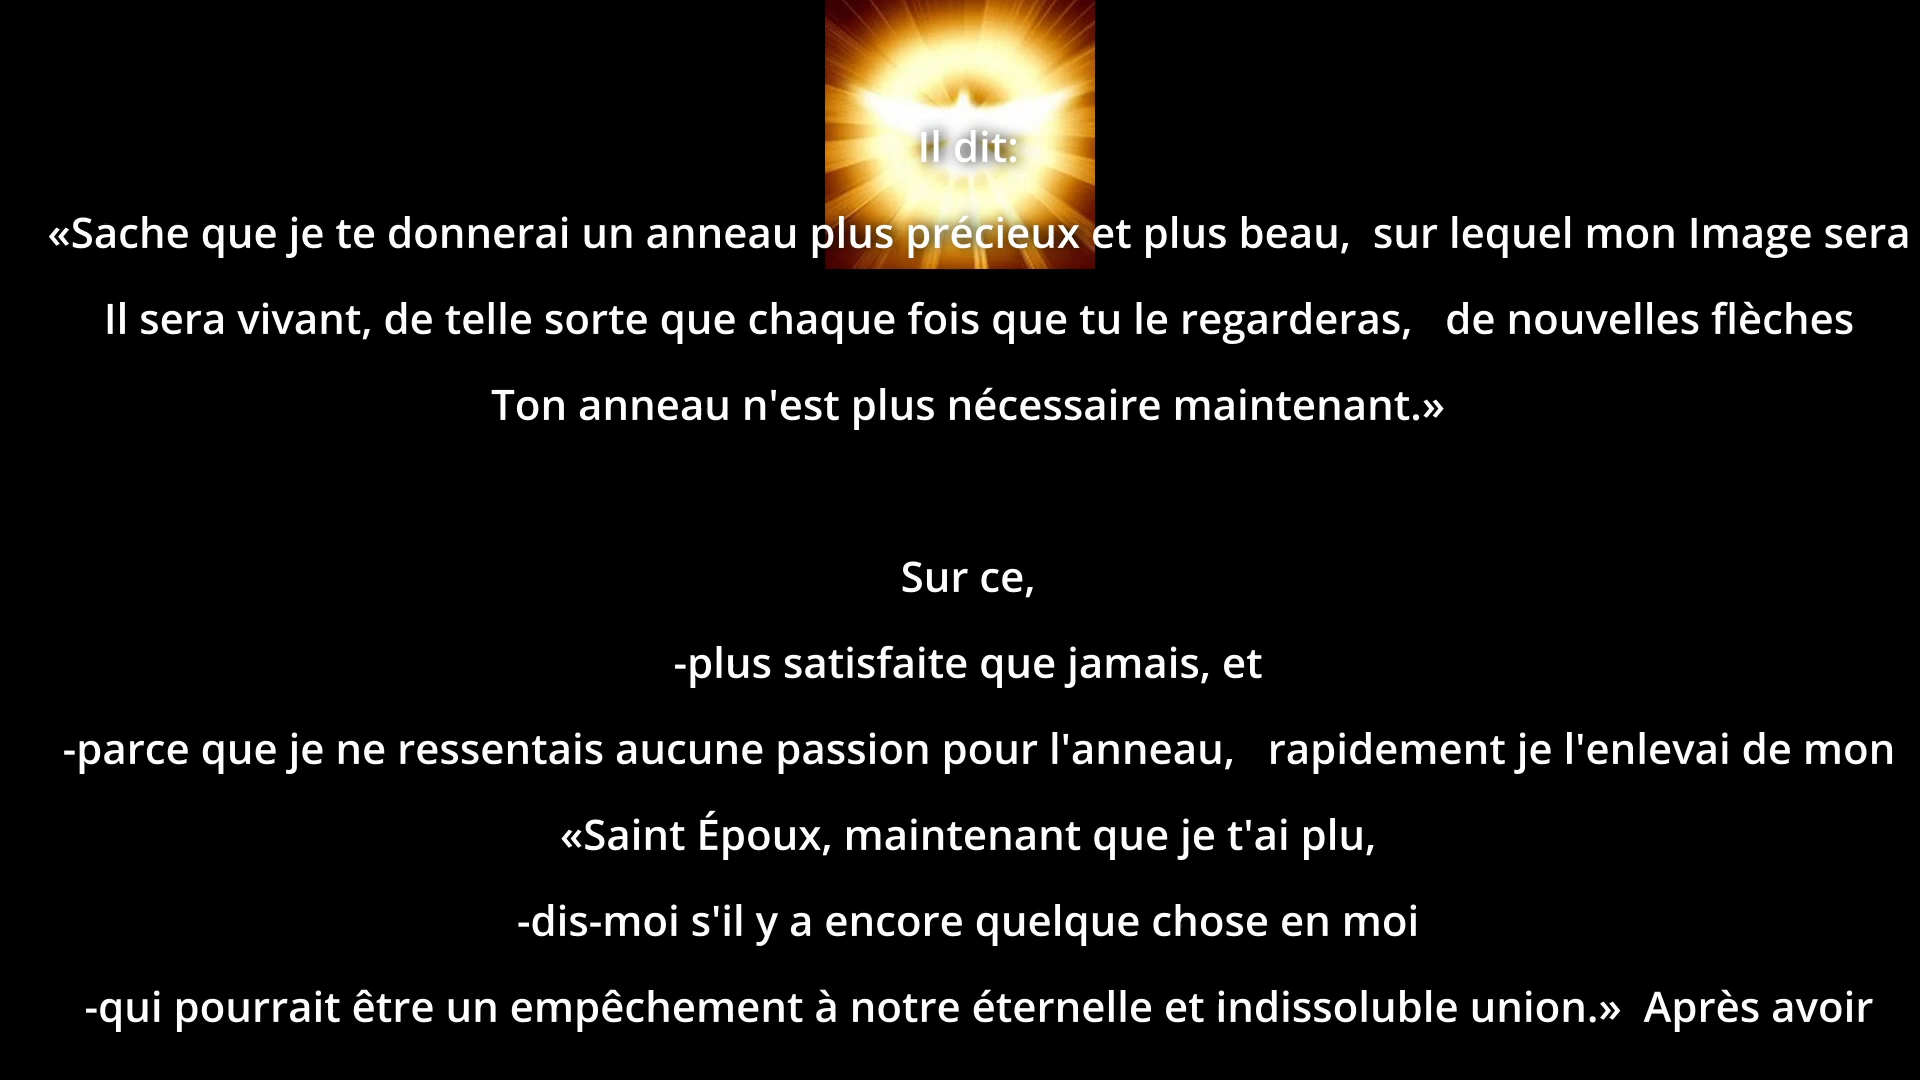 Il dit:
«Sache que je te donnerai un anneau plus précieux et plus beau,  sur lequel mon Image sera
Il sera vivant, de telle sorte que chaque fois que tu le regarderas,   de nouvelles flèches
Ton anneau n'est plus nécessaire maintenant.»
Sur ce,
-plus satisfaite que jamais, et
-parce que je ne ressentais aucune passion pour l'anneau,   rapidement je l'enlevai de mon
«Saint Époux, maintenant que je t'ai plu,
-dis-moi s'il y a encore quelque chose en moi
-qui pourrait être un empêchement à notre éternelle et indissoluble union.»  Après avoir